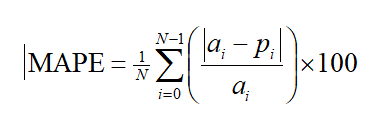 |MAPE = 1/N ∑_{i=0}^{N−1} ( |a_i − p_i| / a_i ) ×100